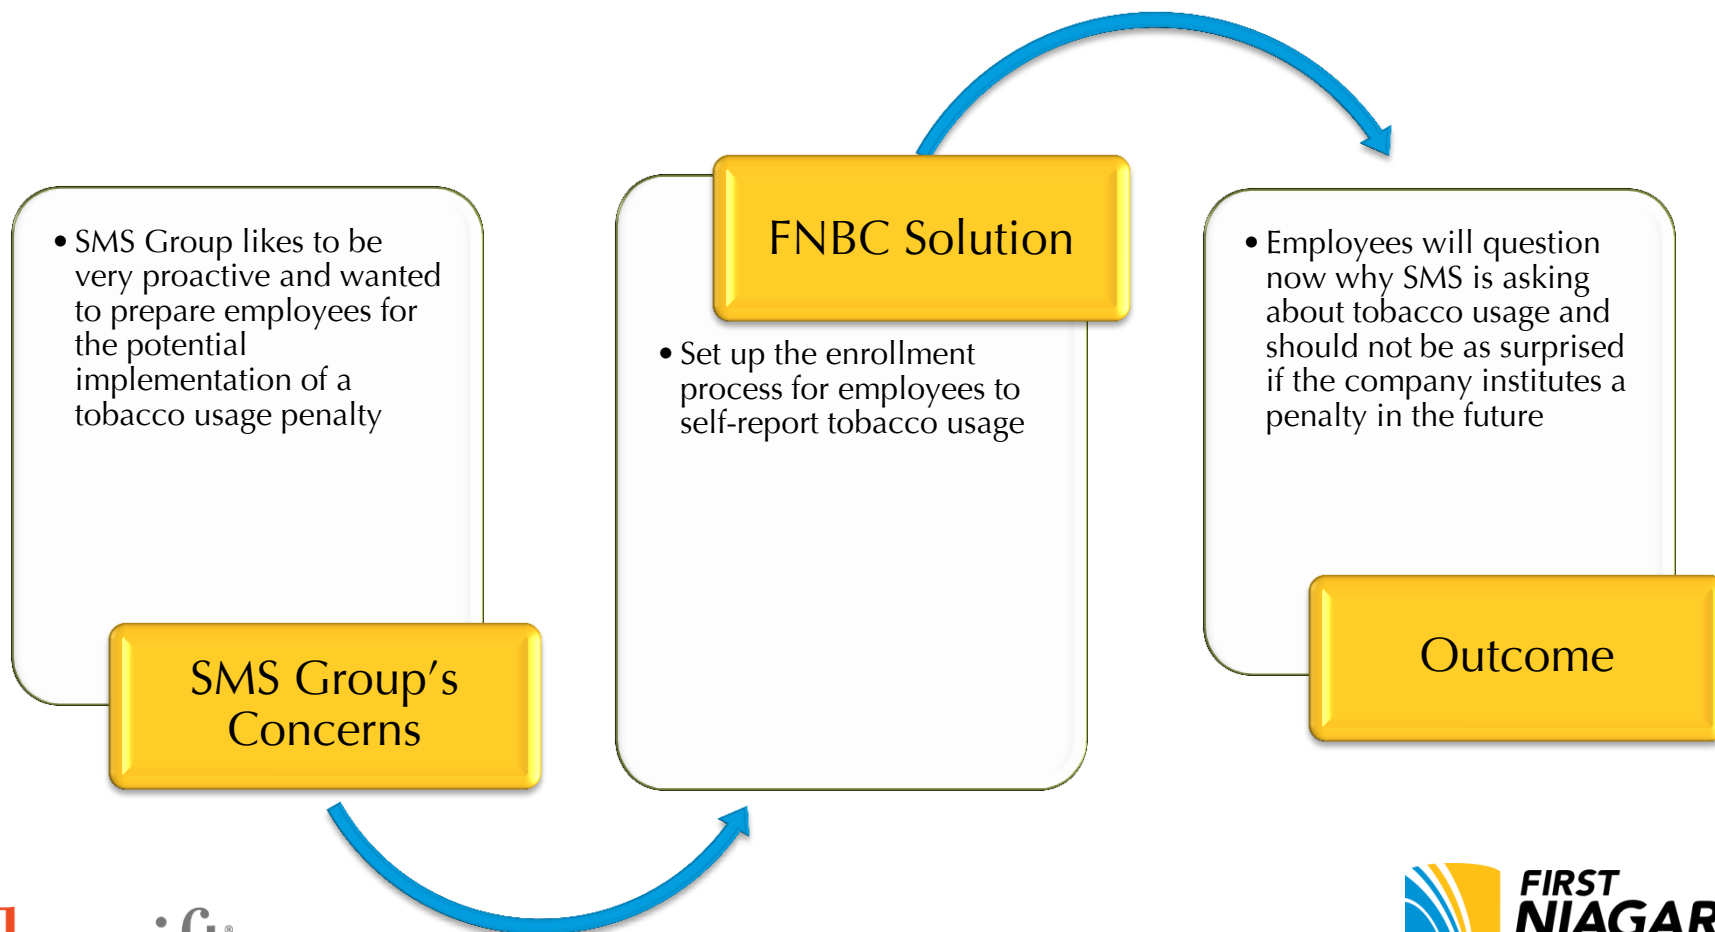 • SMS Group likes to be
very proactive and wanted
to prepare employees for
the potential
implementation of a
tobacco usage penalty
SMS Group’s
Concerns
FNBC Solution
• Set up the enrollment
process for employees to
self-report tobacco usage
• Employees will question
now why SMS is asking
about tobacco usage and
should not be as surprised
if the company institutes a
penalty in the future
Outcome
FIRST